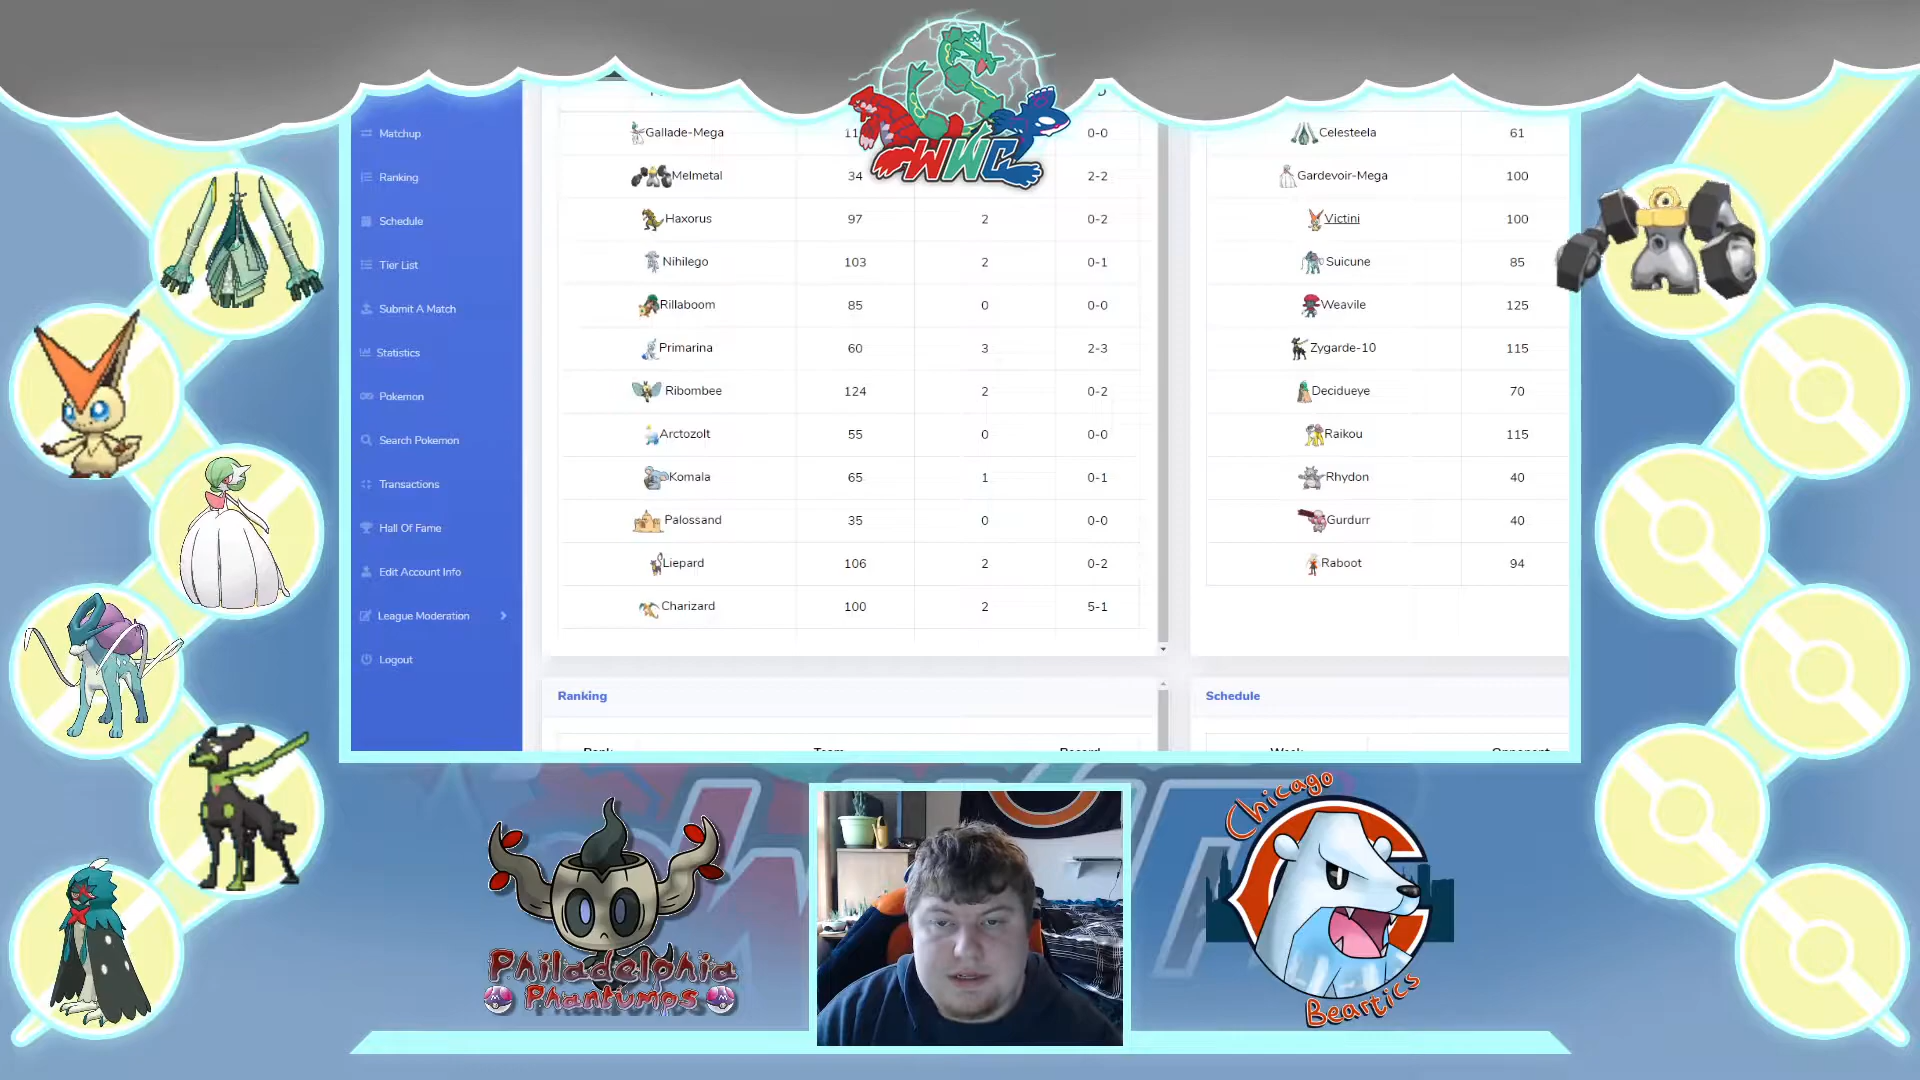 WWC
Matchup
Ranking
Schedule
Tier List
Submit A Match
Statistics
Pokemon
Search Pokemon
Transactions
Hall Of Fame
Edit Account Info
League Moderation
Logout
Gallade-Mega 0-0
Melmetal 34 2-2
Haxorus 97 2 0-2
Nihilego 103 2 0-1
Rillaboom 85 0 0-0
Primarina 60 3 2-3
Ribombee 124 2 0-2
Arctozolt 55 0 0-0
Komala 65 1 0-1
Palossand 35 0 0-0
Liepard 106 2 0-2
Charizard 100 2 5-1
Celesteela 61
Gardevoir-Mega 100
Victini 100
Suicune 85
Weavile 125
Zygarde-10 115
Decidueye 70
Raikou 115
Rhydon 40
Gurdurr 40
Raboot 94
Ranking
Rank Team Record
Schedule
Week Opponent
Philadelphia
Phantumps
Chicago
Beartics